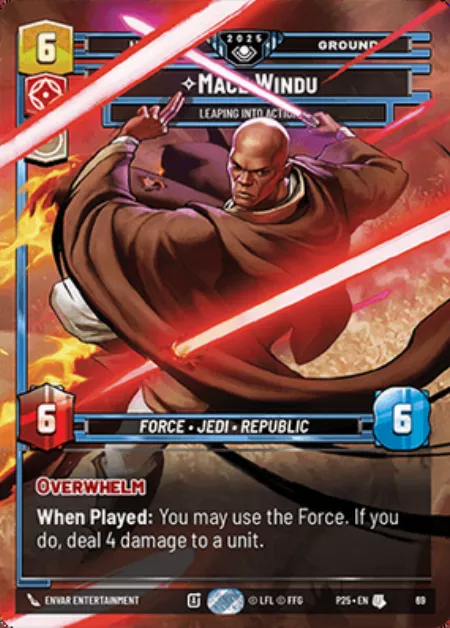 6
2025
GROUND
MACE WINDU
LEAPING INTO ACTION
6
FORCE • JEDI • REPUBLIC
6
OVERWHELM
When Played: You may use the Force. If you
do, deal 4 damage to a unit.
ENVAR ENTERTAINMENT
© LFL © FFG
P25 • EN
69